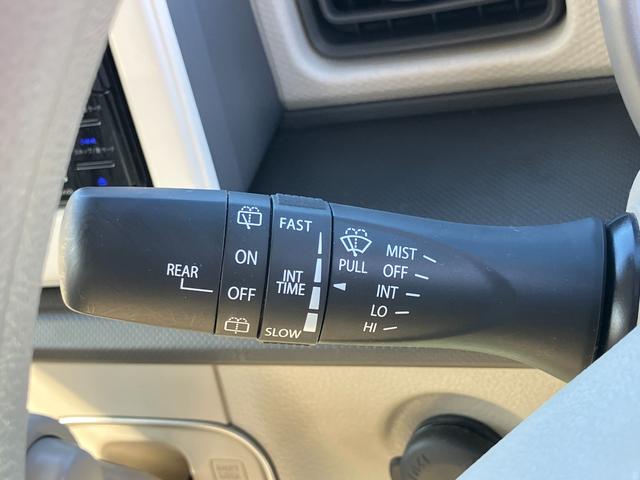 FAST
ON
INT
TIME
REAR
OFF
SLOW
PULL
MIST
OFF
INT
LO
HI